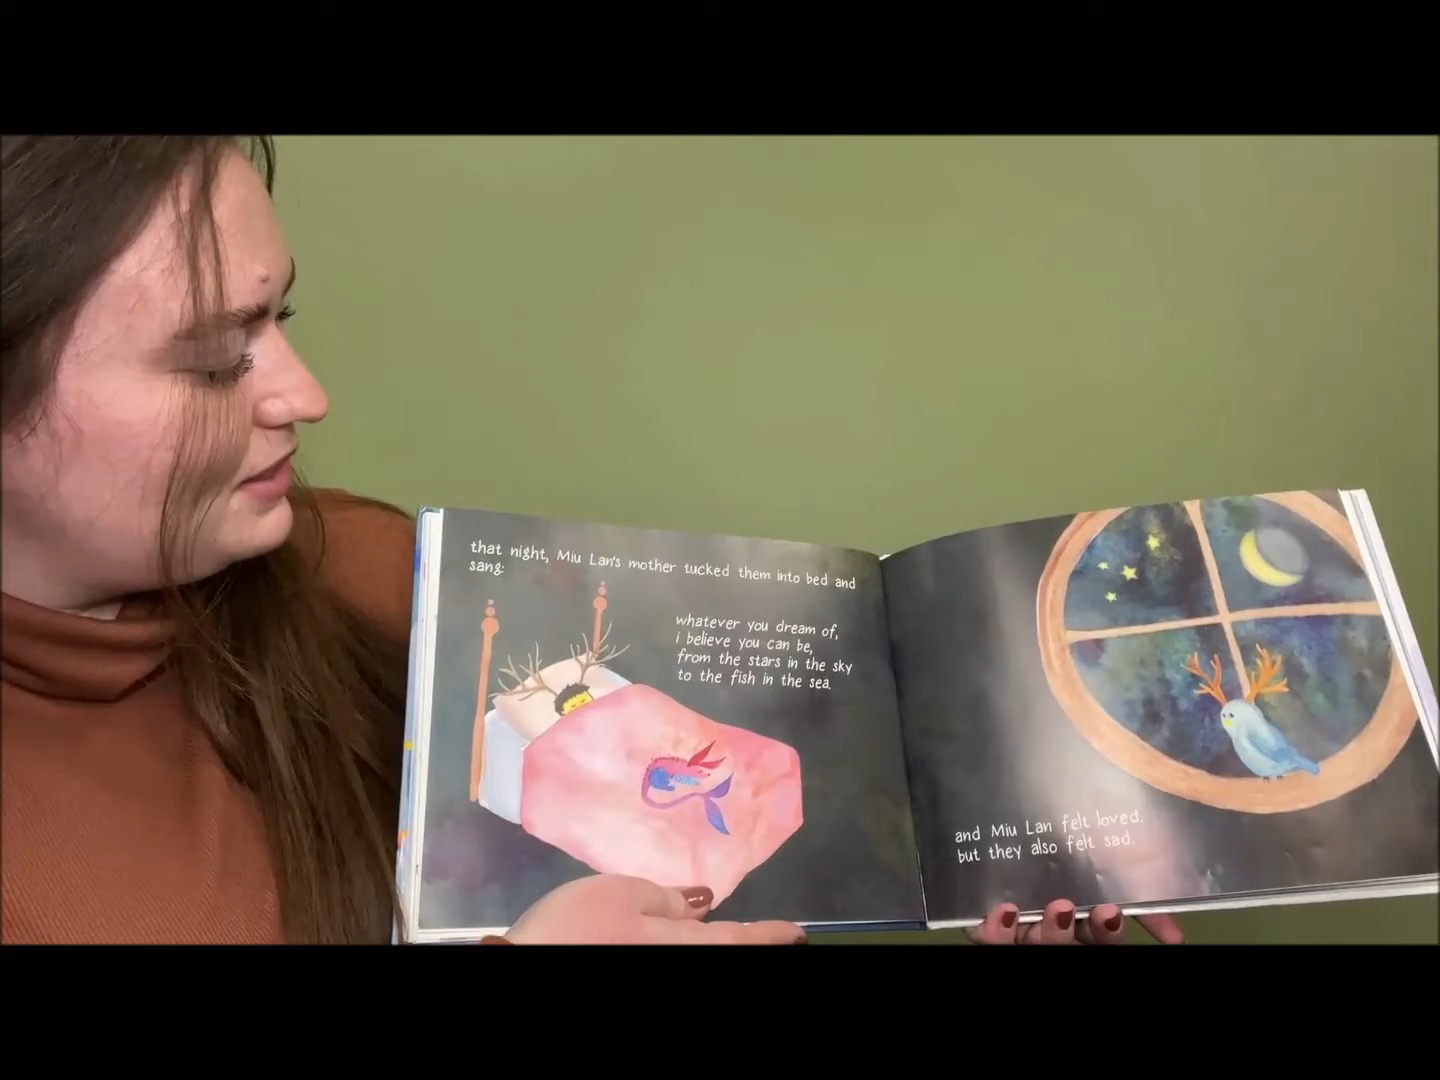 that night, Miu Lan's mother tucked them into bed and
sang:
whatever you dream of,
i believe you can be,
from the stars in the sky
to the fish in the sea.
and Miu Lan felt loved.
but they also felt sad.